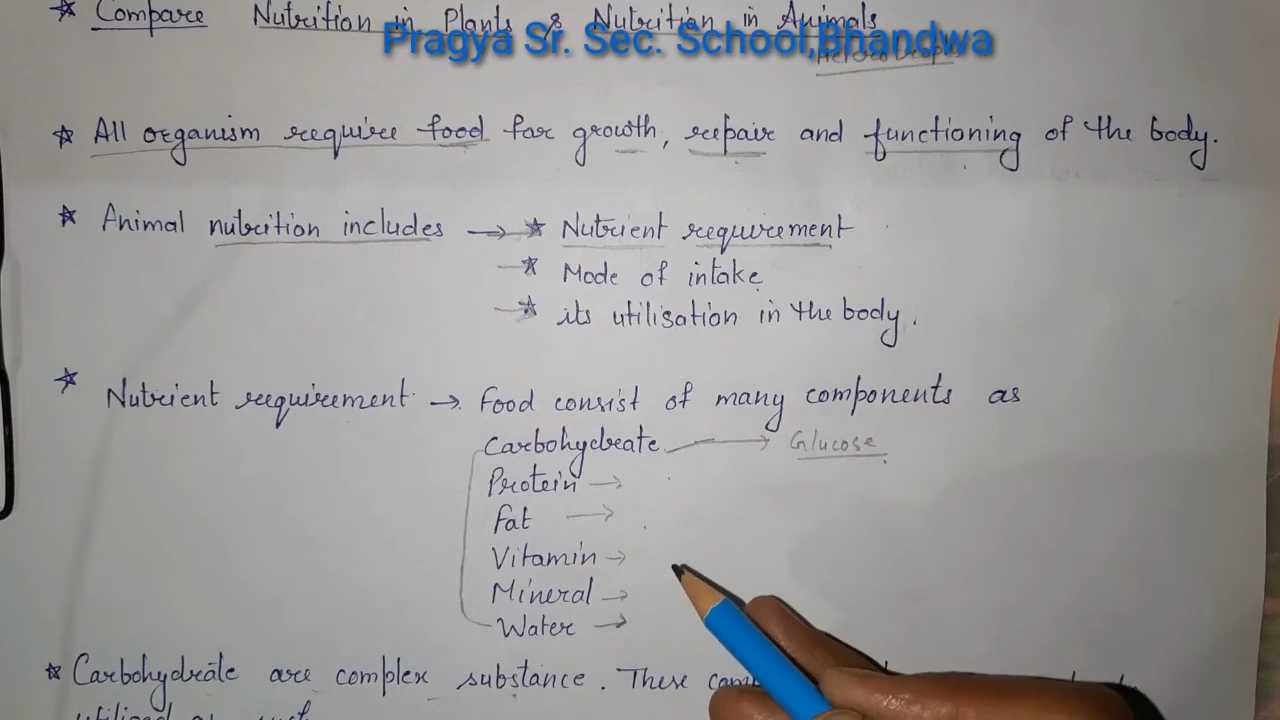 * Compare Nutrition in Plants & Nutrition in Animals
Pragya Sr. Sec. School,Bhandwa
* All organism require food for growth, repair and functioning of the body.
* Animal nutrition includes → * Nutrient requirement
→ * Mode of intake
→ * its utilisation in the body.
* Nutrient requirement → Food consist of many components as
Carbohydrate → Glucose
Protein →
Fat →
Vitamin →
Mineral →
Water →
* Carbohydrate are complex substance. These
utilised as such